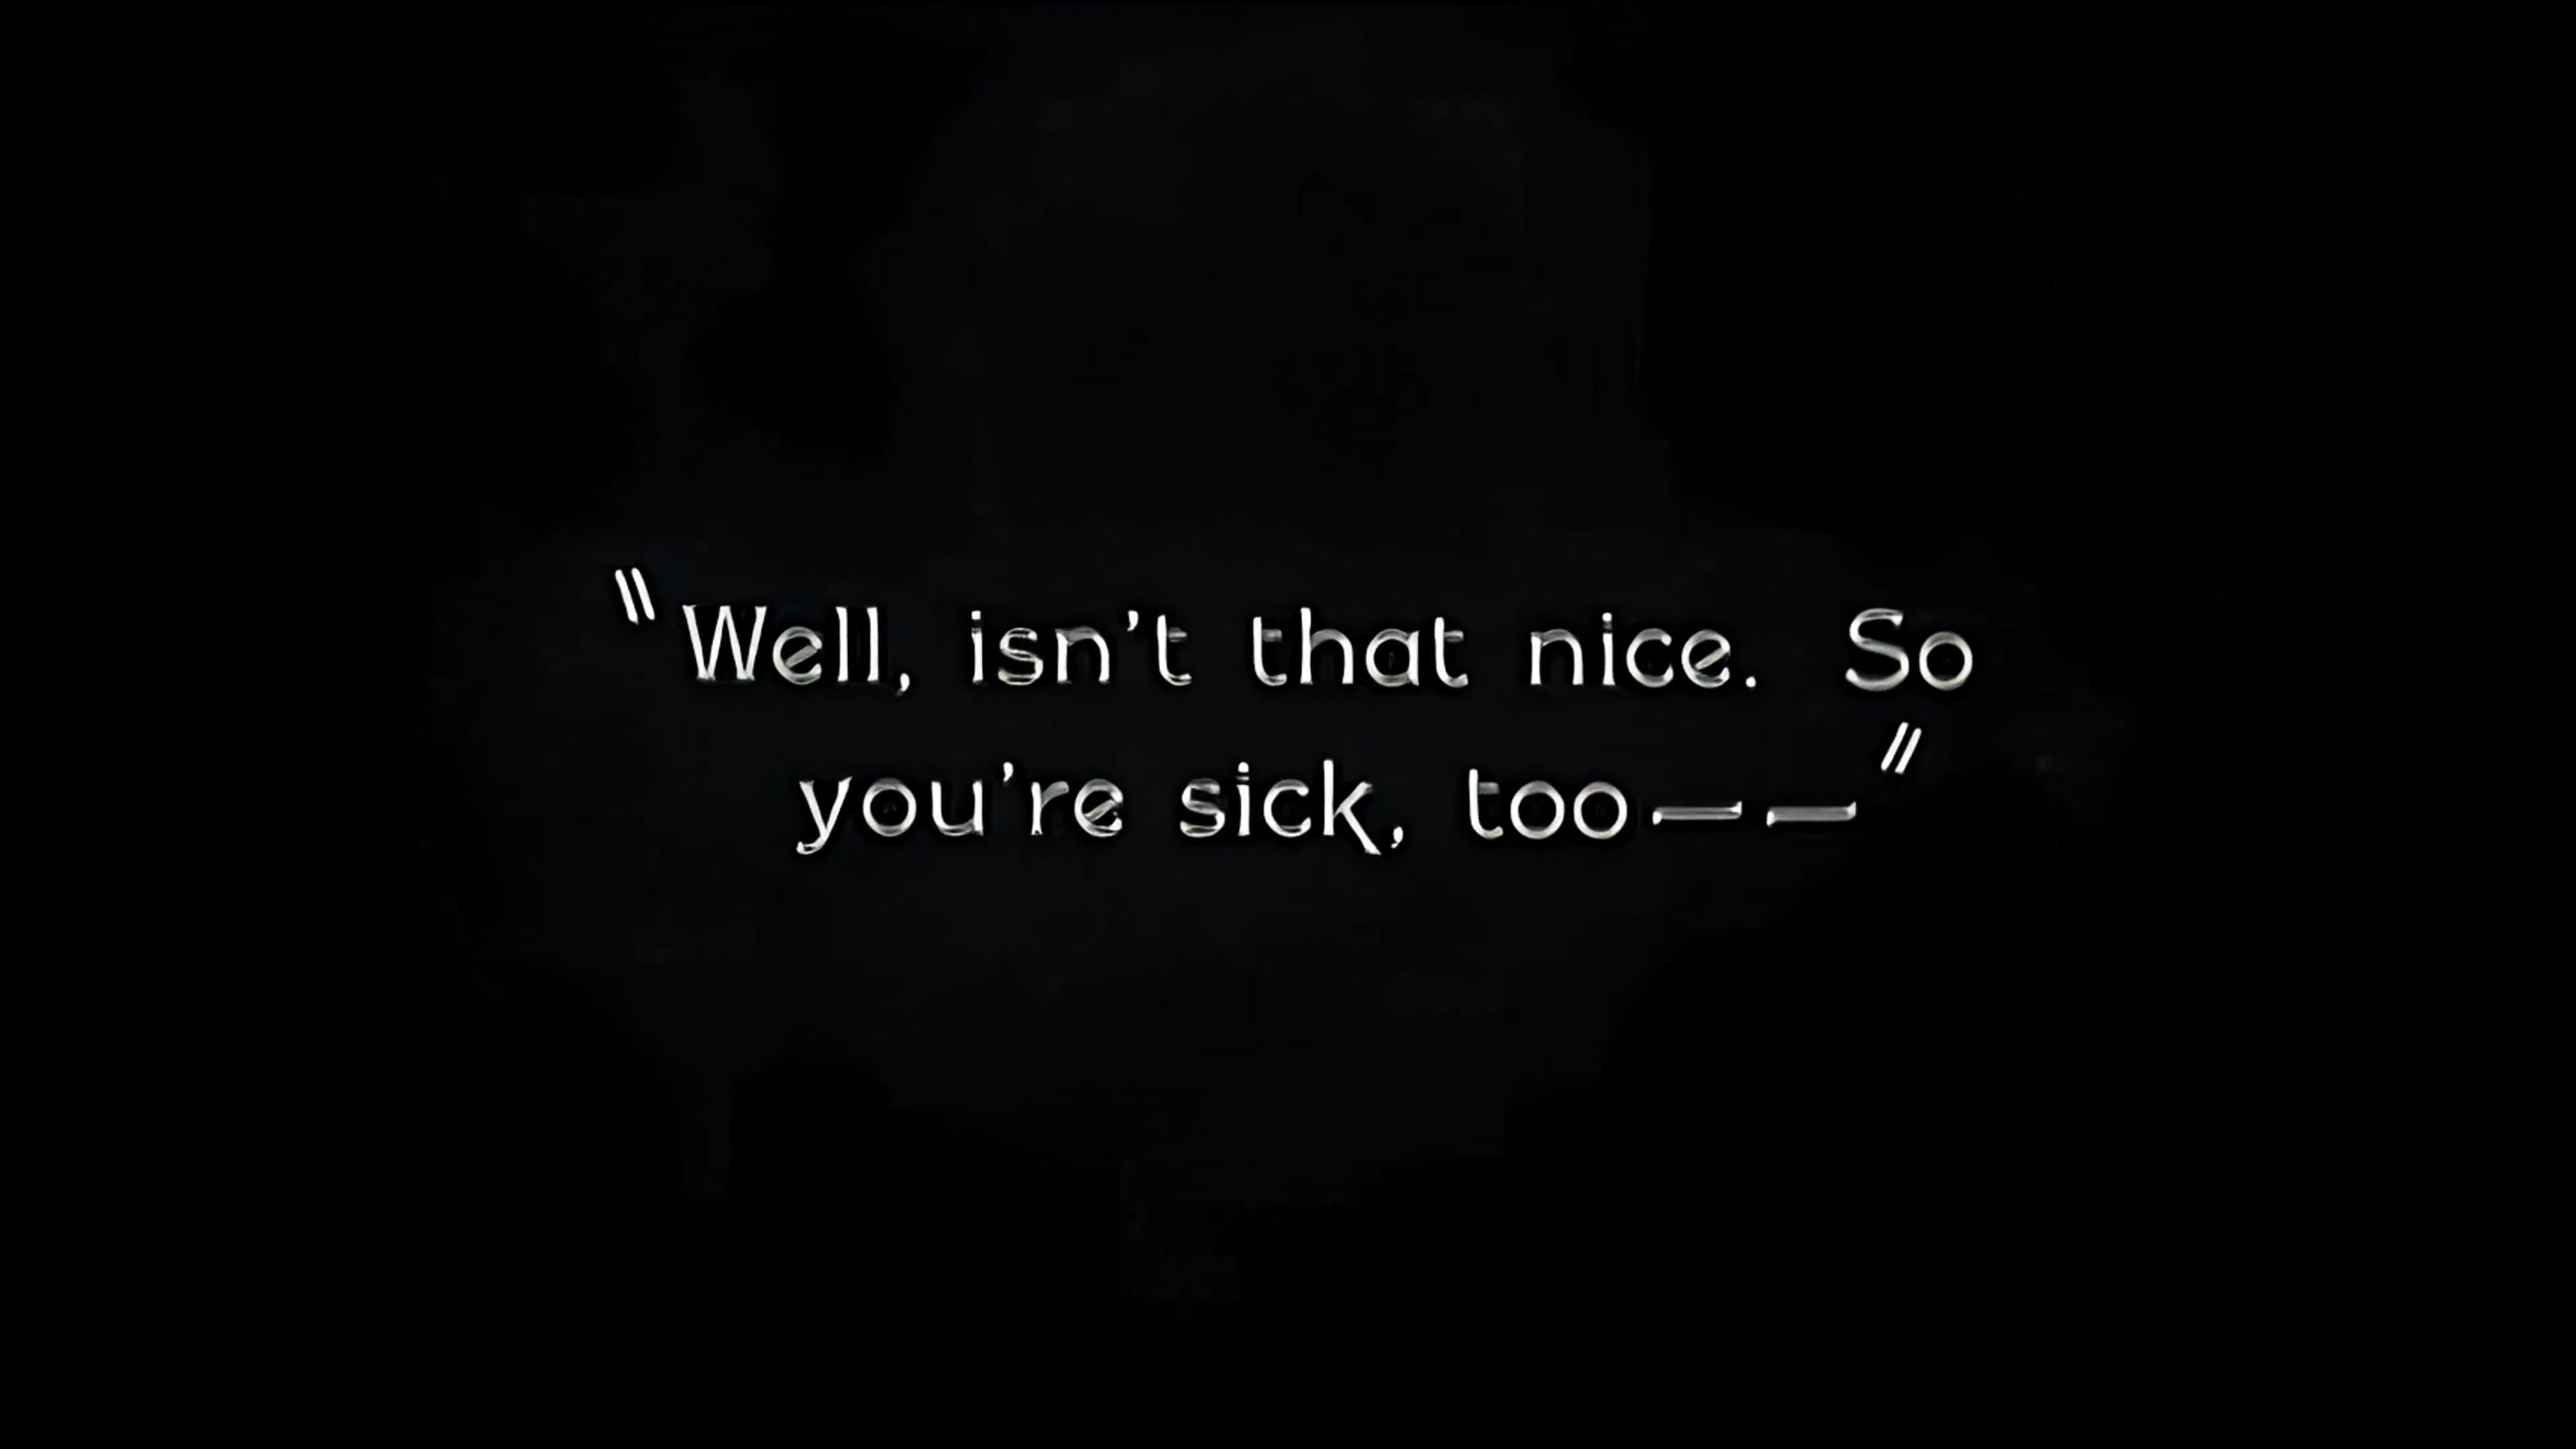 "Well, isn't that nice. So
you're sick, too——"